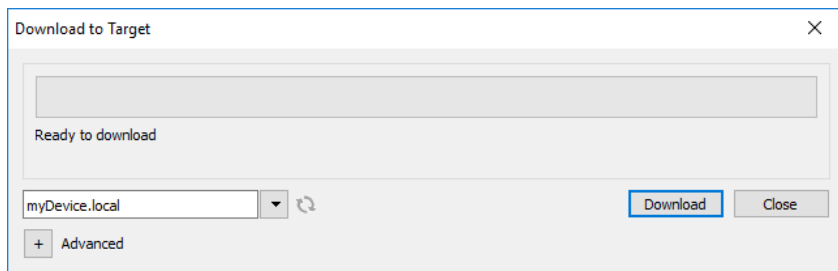 Download to Target
Ready to download
myDevice.local
Download
Close
+ Advanced